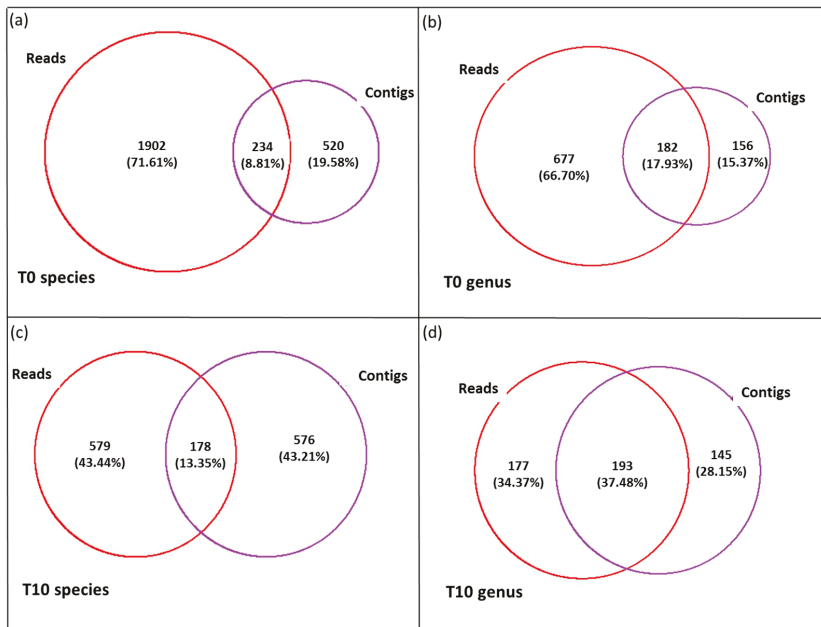 (a)
Reads
Contigs
1902
(71.61%)
234
(8.81%)
520
(19.58%)
T0 species
(b)
Reads
Contigs
677
(66.70%)
182
(17.93%)
156
(15.37%)
T0 genus
(c)
Reads
Contigs
579
(43.44%)
178
(13.35%)
576
(43.21%)
T10 species
(d)
Reads
Contigs
177
(34.37%)
193
(37.48%)
145
(28.15%)
T10 genus